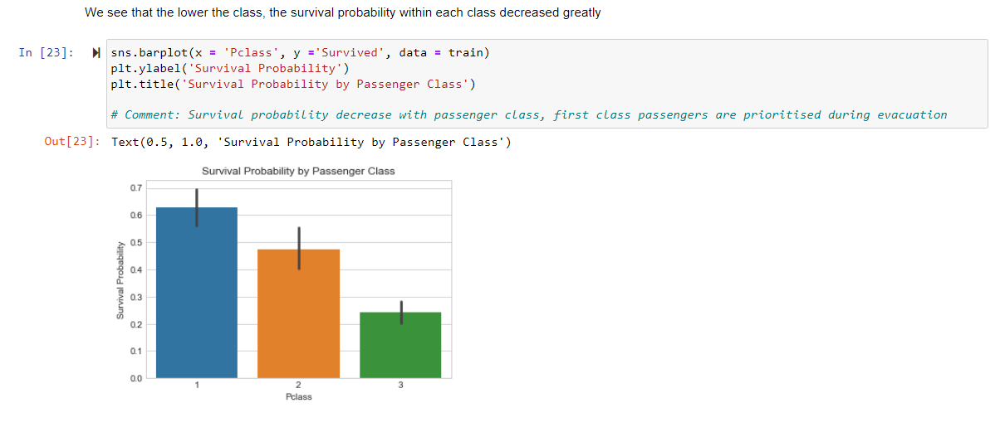 We see that the lower the class, the survival probability within each class decreased greatly
In [23]:
sns.barplot(x = 'Pclass', y ='Survived', data = train)
plt.ylabel('Survival Probability')
plt.title('Survival Probability by Passenger Class')
# Comment: Survival probability decrease with passenger class, first class passengers are prioritised during evacuation
Out[23]: Text(0.5, 1.0, 'Survival Probability by Passenger Class')
Survival Probability by Passenger Class
Survival Probability
0.7
0.6
0.5
0.4
0.3
0.2
0.1
0.0
1 2 3
Pclass